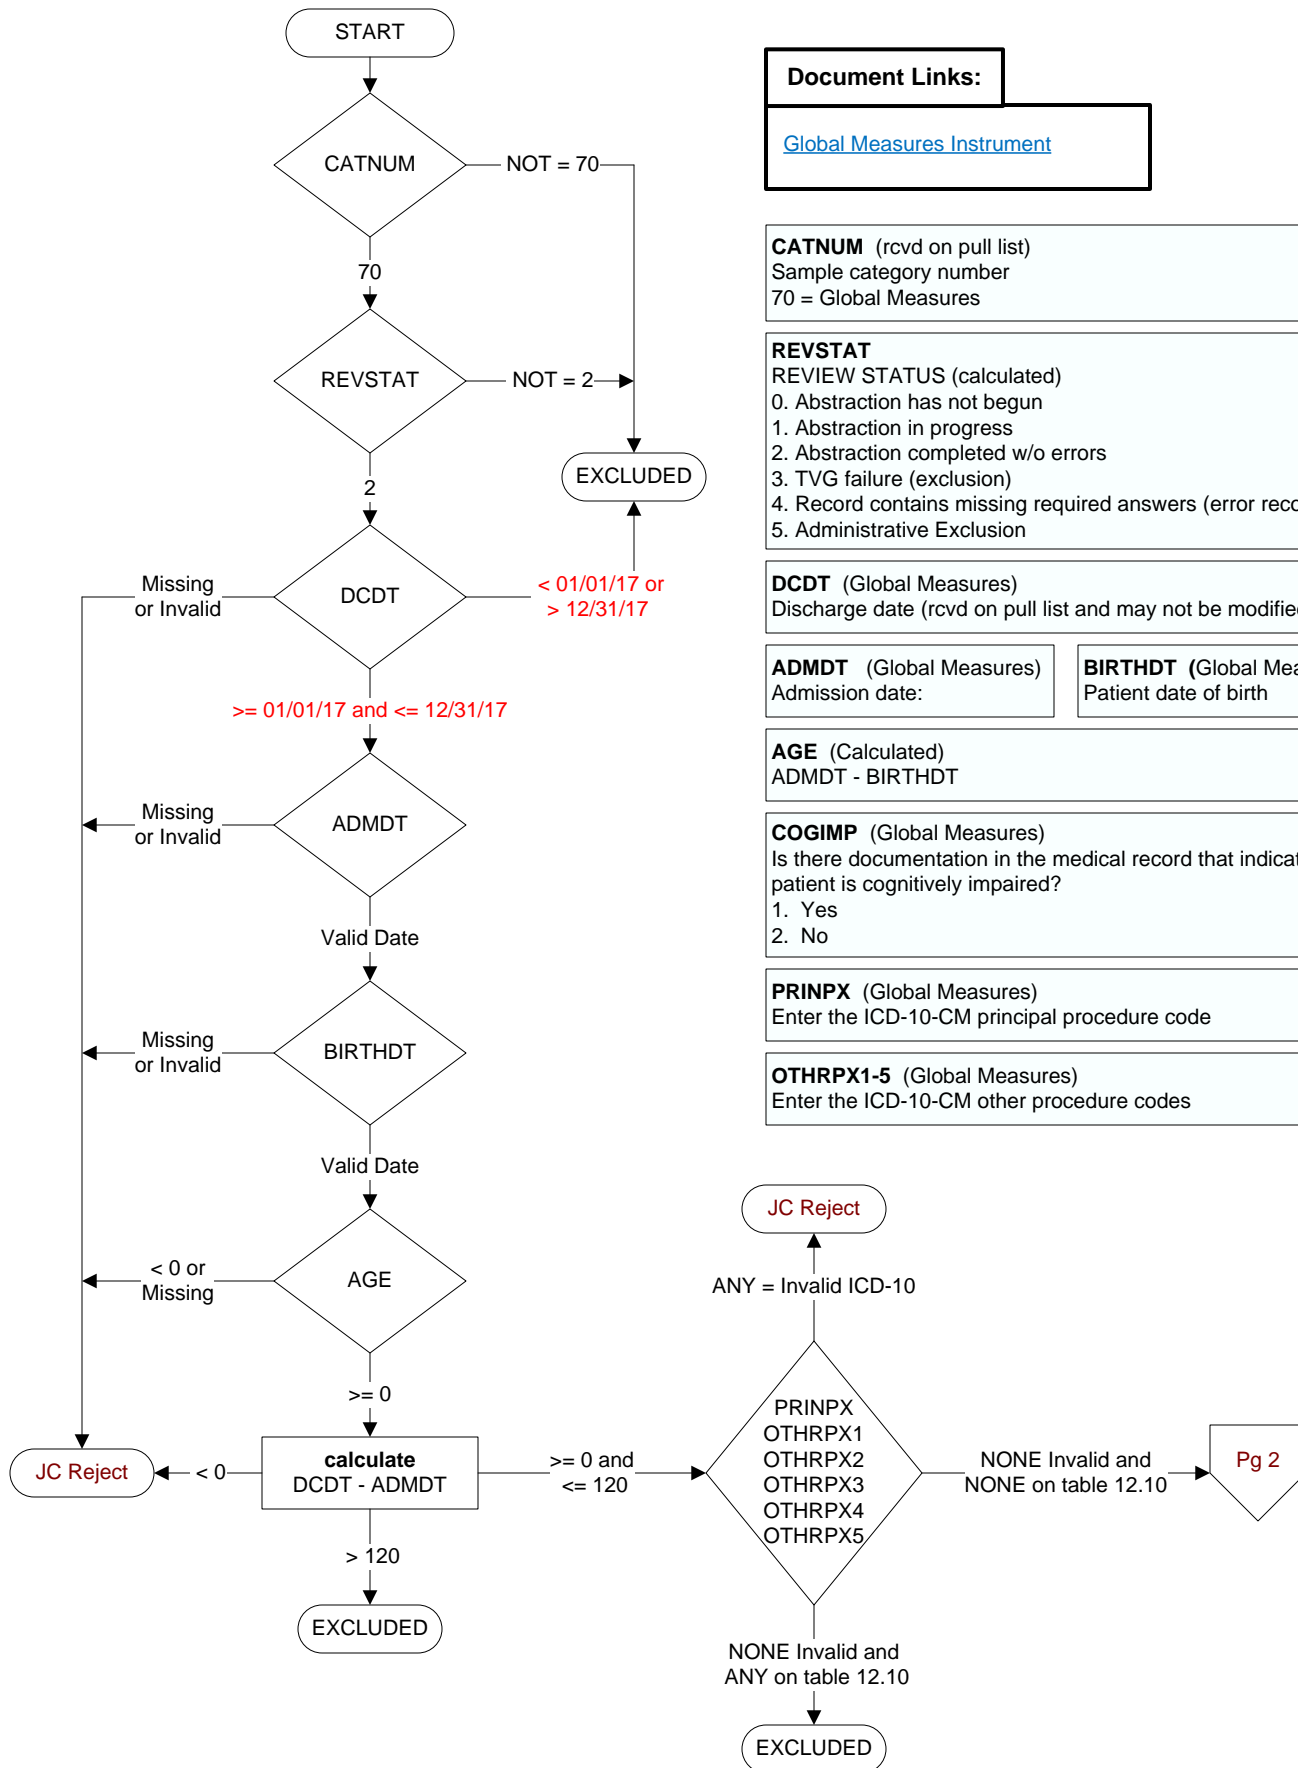 START
CATNUM
NOT = 70
70
REVSTAT
NOT = 2
2
EXCLUDED
DCDT
Missing
or Invalid
< 01/01/17 or
> 12/31/17
>= 01/01/17 and <= 12/31/17
ADMDT
Missing
or Invalid
Valid Date
BIRTHDT
Missing
or Invalid
Valid Date
AGE
< 0 or
Missing
>= 0
calculate
DCDT - ADMDT
< 0
JC Reject
>= 0 and
<= 120
> 120
EXCLUDED
Document Links:
Global Measures Instrument
CATNUM (rcvd on pull list)
Sample category number
70 = Global Measures
REVSTAT
REVIEW STATUS (calculated)
0. Abstraction has not begun
1. Abstraction in progress
2. Abstraction completed w/o errors
3. TVG failure (exclusion)
4. Record contains missing required answers (error reco
5. Administrative Exclusion
DCDT (Global Measures)
Discharge date (rcvd on pull list and may not be modified
ADMDT (Global Measures)
Admission date:
BIRTHDT (Global Mea
Patient date of birth
AGE (Calculated)
ADMDT - BIRTHDT
COGIMP (Global Measures)
Is there documentation in the medical record that indicat
patient is cognitively impaired?
1. Yes
2. No
PRINPX (Global Measures)
Enter the ICD-10-CM principal procedure code
OTHRPX1-5 (Global Measures)
Enter the ICD-10-CM other procedure codes
JC Reject
ANY = Invalid ICD-10
PRINPX
OTHRPX1
OTHRPX2
OTHRPX3
OTHRPX4
OTHRPX5
NONE Invalid and
NONE on table 12.10
Pg 2
NONE Invalid and
ANY on table 12.10
EXCLUDED